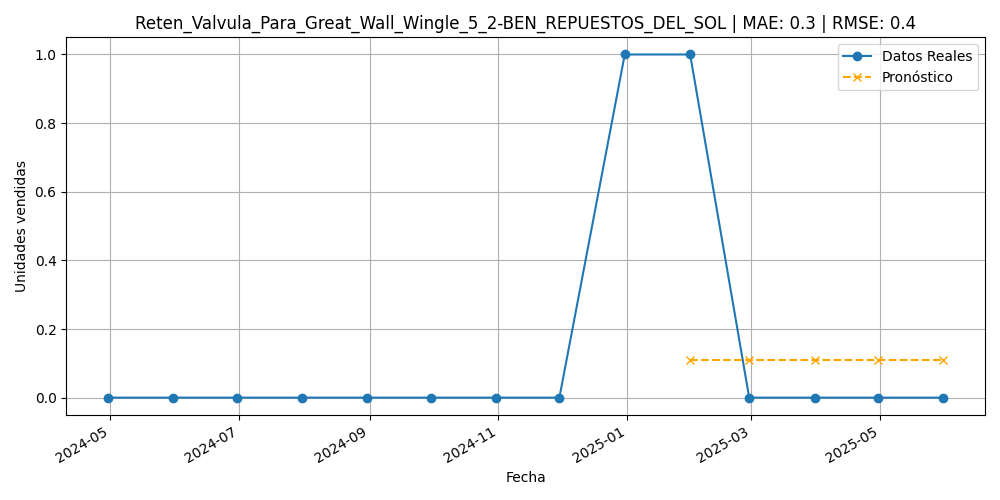 Reten_Valvula_Para_Great_Wall_Wingle_5_2-BEN_REPUESTOS_DEL_SOL | MAE: 0.3 | RMSE: 0.4
Datos Reales
Pronóstico
Unidades vendidas
1.0
0.8
0.6
0.4
0.2
0.0
2024-05
2024-07
2024-09
2024-11
2025-01
2025-03
2025-05
Fecha